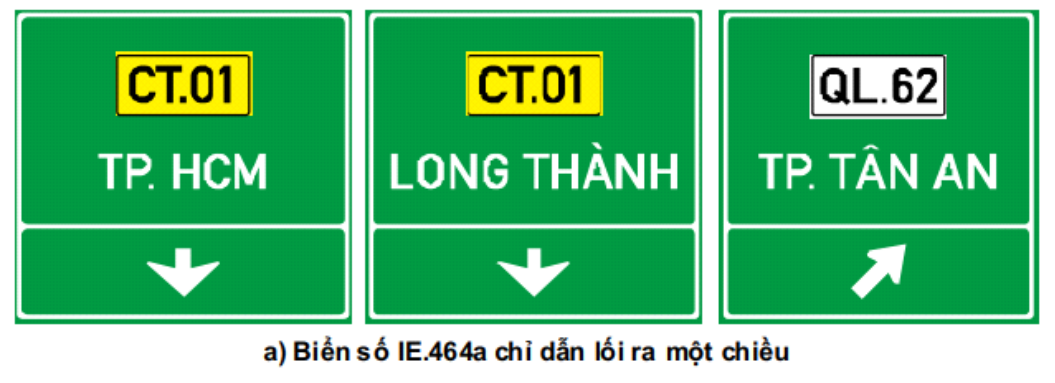 CT.01
TP. HCM
CT.01
LONG THÀNH
QL.62
TP. TÂN AN
a) Biển số IE.464a chỉ dẫn lối ra một chiều